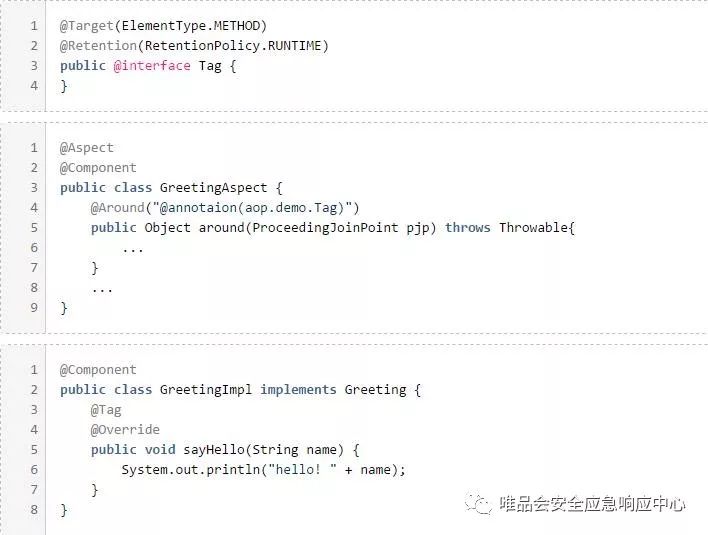 1 @Target(ElementType.METHOD)
2 @Retention(RetentionPolicy.RUNTIME)
3 public @interface Tag {
4 }
1 @Aspect
2 @Component
3 public class GreetingAspect {
4 @Around("@annotaion(aop.demo.Tag)")
5 public Object around(ProceedingJoinPoint pjp) throws Throwable{
6 ...
7 }
8 ...
9 }
1 @Component
2 public class GreetingImpl implements Greeting {
3 @Tag
4 @Override
5 public void sayHello(String name) {
6 System.out.println("hello! " + name);
7 }
8 }
唯品会安全应急响应中心